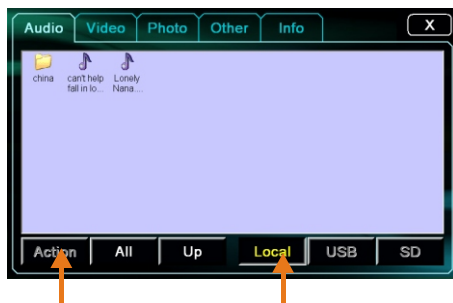 Audio Video Photo Other Info X
china can't help Lonely
fall in lo... Nana....
Action All Up Local USB SD